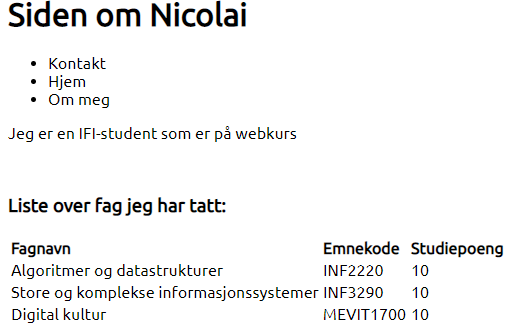 Siden om Nicolai
• Kontakt
• Hjem
• Om meg
Jeg er en IFI-student som er på webkurs
Liste over fag jeg har tatt:
Fagnavn Emnekode Studiepoeng
Algoritmer og datastrukturer INF2220 10
Store og komplekse informasjonssystemer INF3290 10
Digital kultur MEVIT1700 10